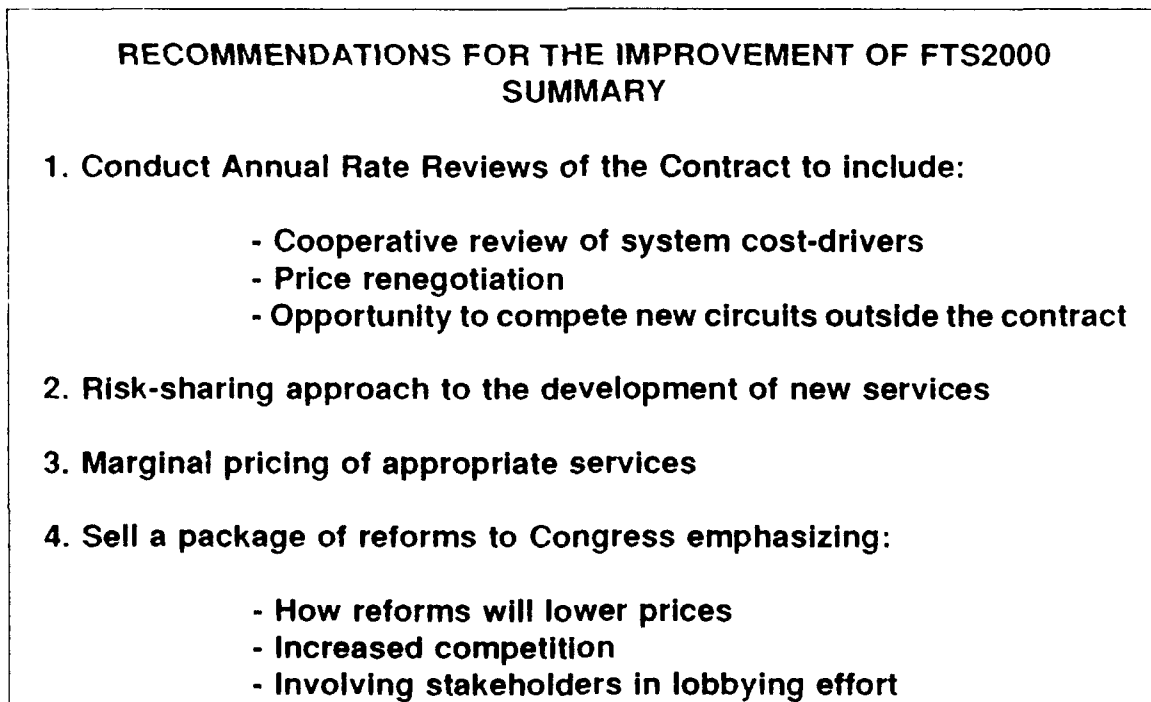 RECOMMENDATIONS FOR THE IMPROVEMENT OF FTS2000
SUMMARY
1. Conduct Annual Rate Reviews of the Contract to include:
- Cooperative review of system cost-drivers
- Price renegotiation
- Opportunity to compete new circuits outside the contract
2. Risk-sharing approach to the development of new services
3. Marginal pricing of appropriate services
4. Sell a package of reforms to Congress emphasizing:
- How reforms will lower prices
- Increased competition
- Involving stakeholders in lobbying effort